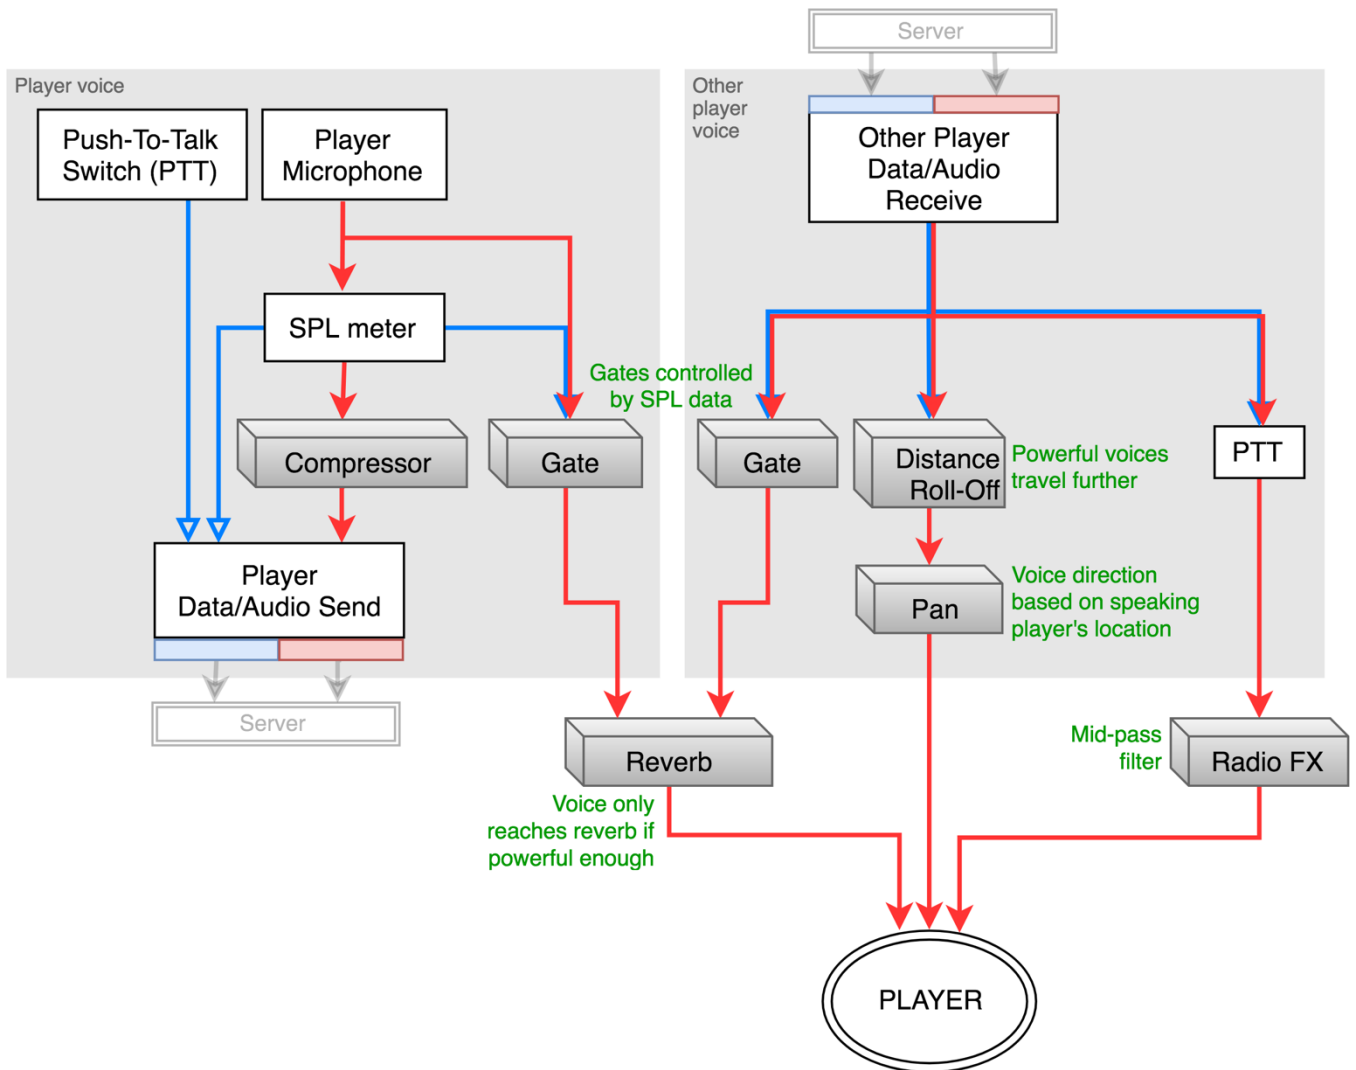 Server
Player voice
Other
player
voice
Push-To-Talk
Switch (PTT)
Player
Microphone
Other Player
Data/Audio
Receive
SPL meter
Gates controlled
by SPL data
Compressor
Gate
Gate
Distance
Roll-Off
Powerful voices
travel further
PTT
Player
Data/Audio Send
Pan
Voice direction
based on speaking
player's location
Server
Reverb
Mid-pass
filter
Radio FX
Voice only
reaches reverb if
powerful enough
PLAYER